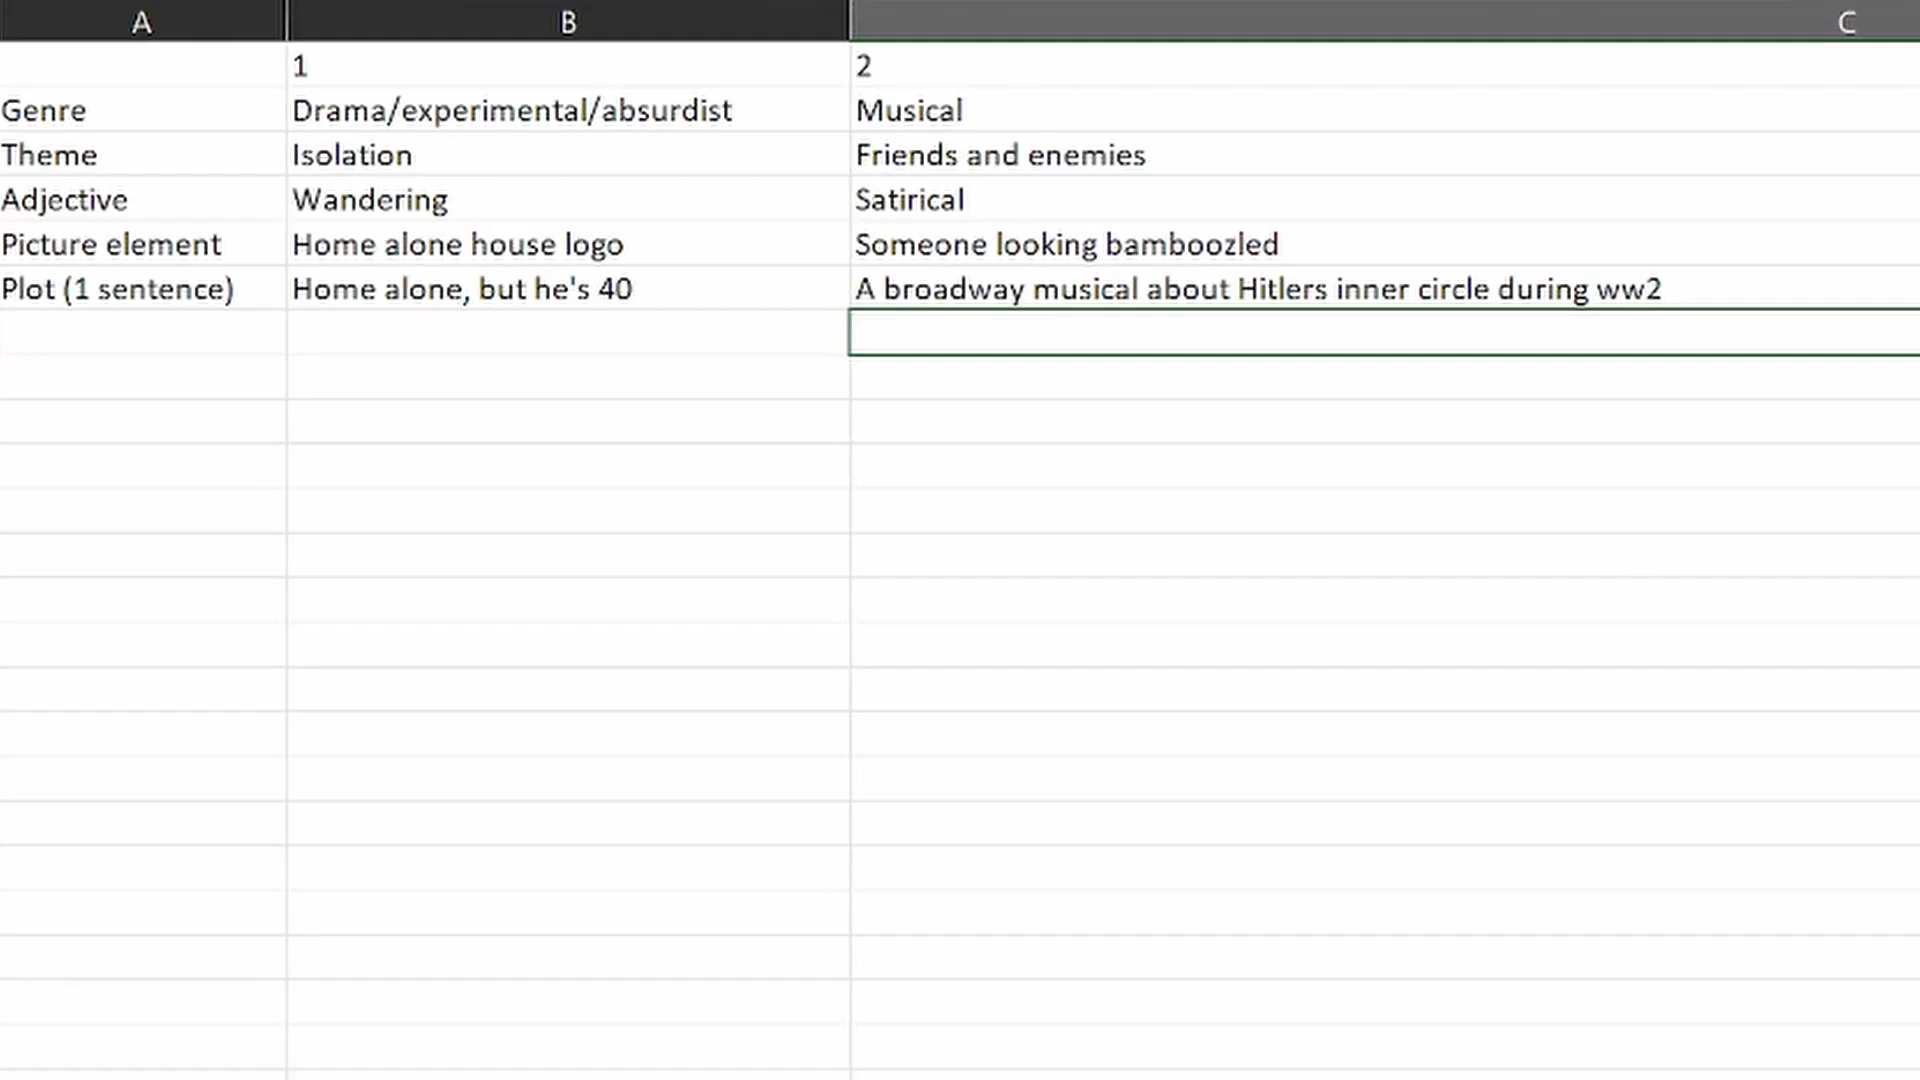 A B C
1 2
Genre Drama/experimental/absurdist Musical
Theme Isolation Friends and enemies
Adjective Wandering Satirical
Picture element Home alone house logo Someone looking bamboozled
Plot (1 sentence) Home alone, but he's 40 A broadway musical about Hitlers inner circle during ww2